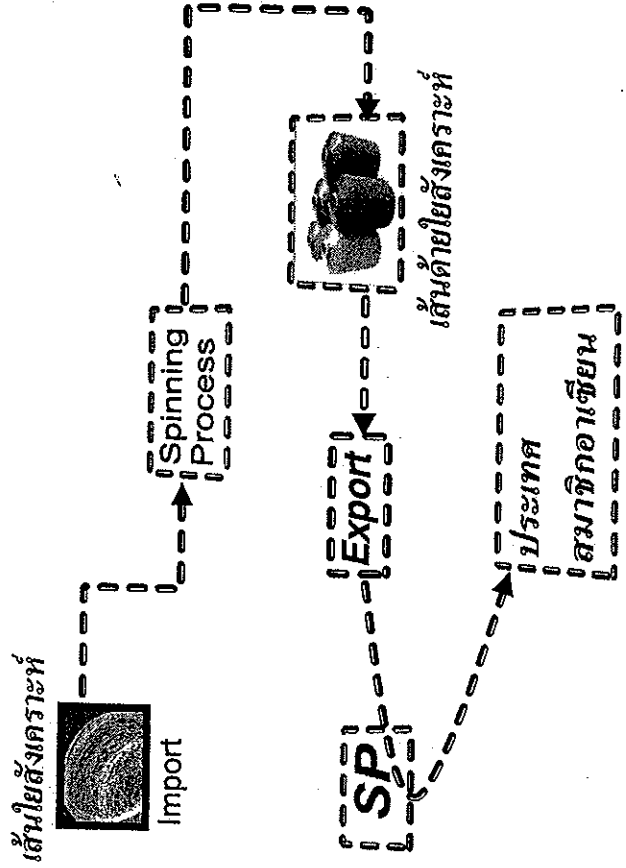 เส้นใยสังเคราะห์
Import
Spinning
Process
เส้นด้ายใยสังเคราะห์
Export
SP
ประเทศ
สมาชิกอาเซียน